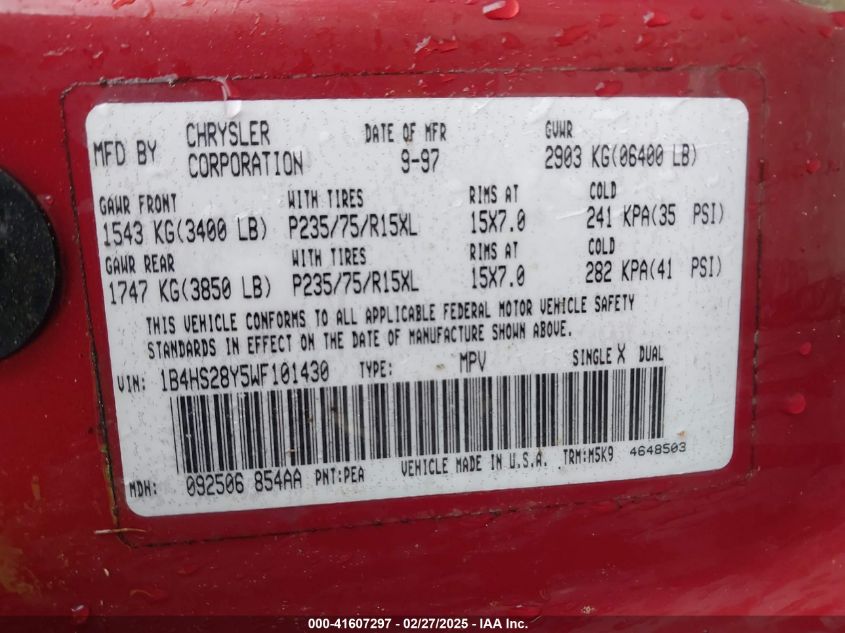 MFD BY CHRYSLER CORPORATION DATE OF MFR 9-97 GVWR 2903 KG(06400 LB)
GAWR FRONT WITH TIRES RIMS AT COLD
1543 KG(3400 LB) P235/75/R15XL 15X7.0 241 KPA(35 PSI)
GAWR REAR WITH TIRES RIMS AT COLD
1747 KG(3850 LB) P235/75/R15XL 15X7.0 282 KPA(41 PSI)
THIS VEHICLE CONFORMS TO ALL APPLICABLE FEDERAL MOTOR VEHICLE SAFETY
STANDARDS IN EFFECT ON THE DATE OF MANUFACTURE SHOWN ABOVE.
VIN: 1B4HS28Y5WF101430 TYPE: MPV SINGLE X DUAL
MDH: 092506 854AA PNT:PEA VEHICLE MADE IN U.S.A. TRM:M5K9 4648503
000-41607297 - 02/27/2025 - IAA Inc.